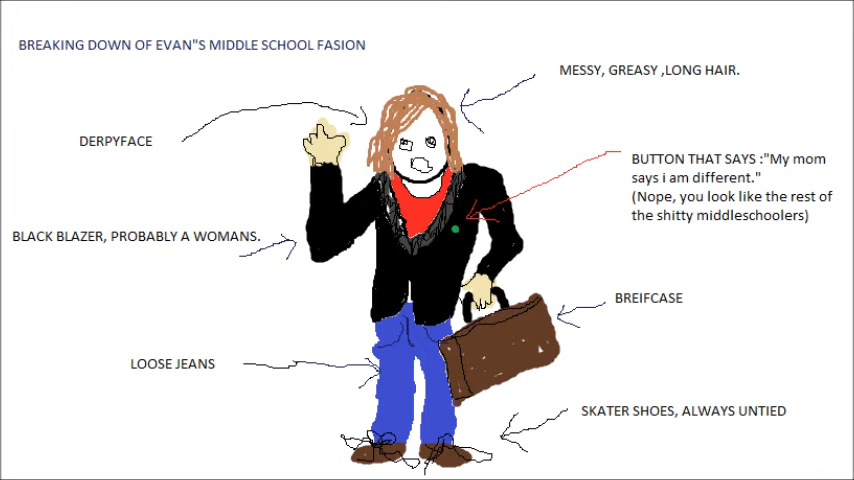 BREAKING DOWN OF EVAN"S MIDDLE SCHOOL FASION
MESSY, GREASY ,LONG HAIR.
DERPYFACE
BUTTON THAT SAYS :"My mom
says i am different."
(Nope, you look like the rest of
the shitty middleschoolers)
BLACK BLAZER, PROBABLY A WOMANS.
BREIFCASE
LOOSE JEANS
SKATER SHOES, ALWAYS UNTIED